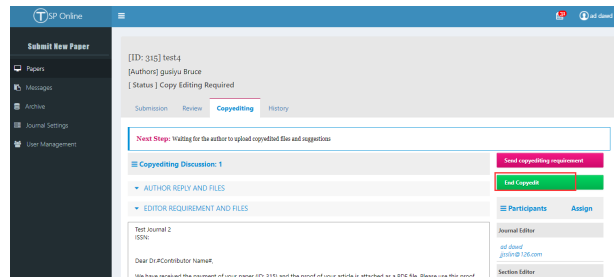 TSP Online
ad dawd
Submit New Paper
Papers
Messages
Archive
Journal Settings
User Management
[ID: 315] test4
[Authors] gusiyu Bruce
[ Status ] Copy Editing Required
Submission Review Copyediting History
Next Step: Waiting for the author to upload copyedited files and suggestions
Copyediting Discussion: 1
AUTHOR REPLY AND FILES
EDITOR REQUIREMENT AND FILES
Test Journal 2
ISSN:
Dear Dr.#Contributor Name#,
We have received the payment of your paper (ID: 315) and the proof of your article is attached as a PDF file. Please use this proof
Send copyediting requirement
End Copyedit
Participants Assign
Journal Editor
ad dawd
jjsslin@126.com
Section Editor